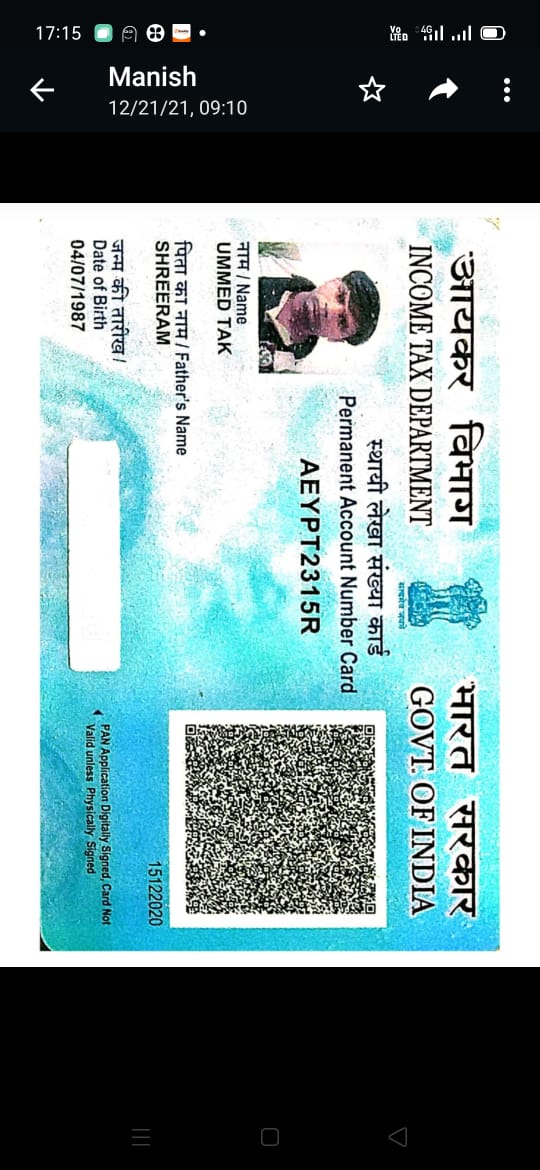 17:15
Vo LTED 4G
Manish
12/21/21, 09:10
आयकर विभाग
INCOME TAX DEPARTMENT
सत्यमेव जयते
भारत सरकार
GOVT. OF INDIA
स्थायी लेखा संख्या कार्ड
Permanent Account Number Card
AEYPT2315R
नाम / Name
UMMED TAK
पिता का नाम / Father's Name
SHREERAM
जन्म की तारीख /
Date of Birth
04/07/1987
15122020
PAN Application Digitally Signed, Card Not
Valid unless Physically Signed